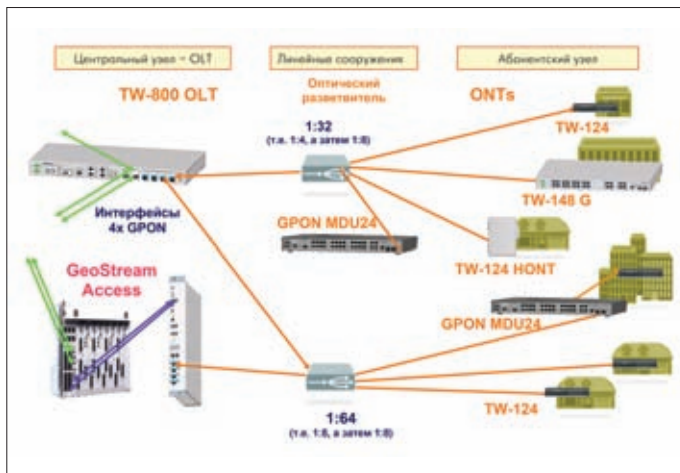 Центральный узел – OLT
Линейные сооружения
Абонентский узел
TW-800 OLT
Оптический
разветвитель
ONTs
1:32
(т.е. 1:4, а затем 1:8)
TW-124
TW-148 G
Интерфейсы
4x GPON
GPON MDU24
TW-124 HONT
GeoStream
Access
GPON MDU24
1:64
(т.е. 1:8, а затем 1:8)
TW-124